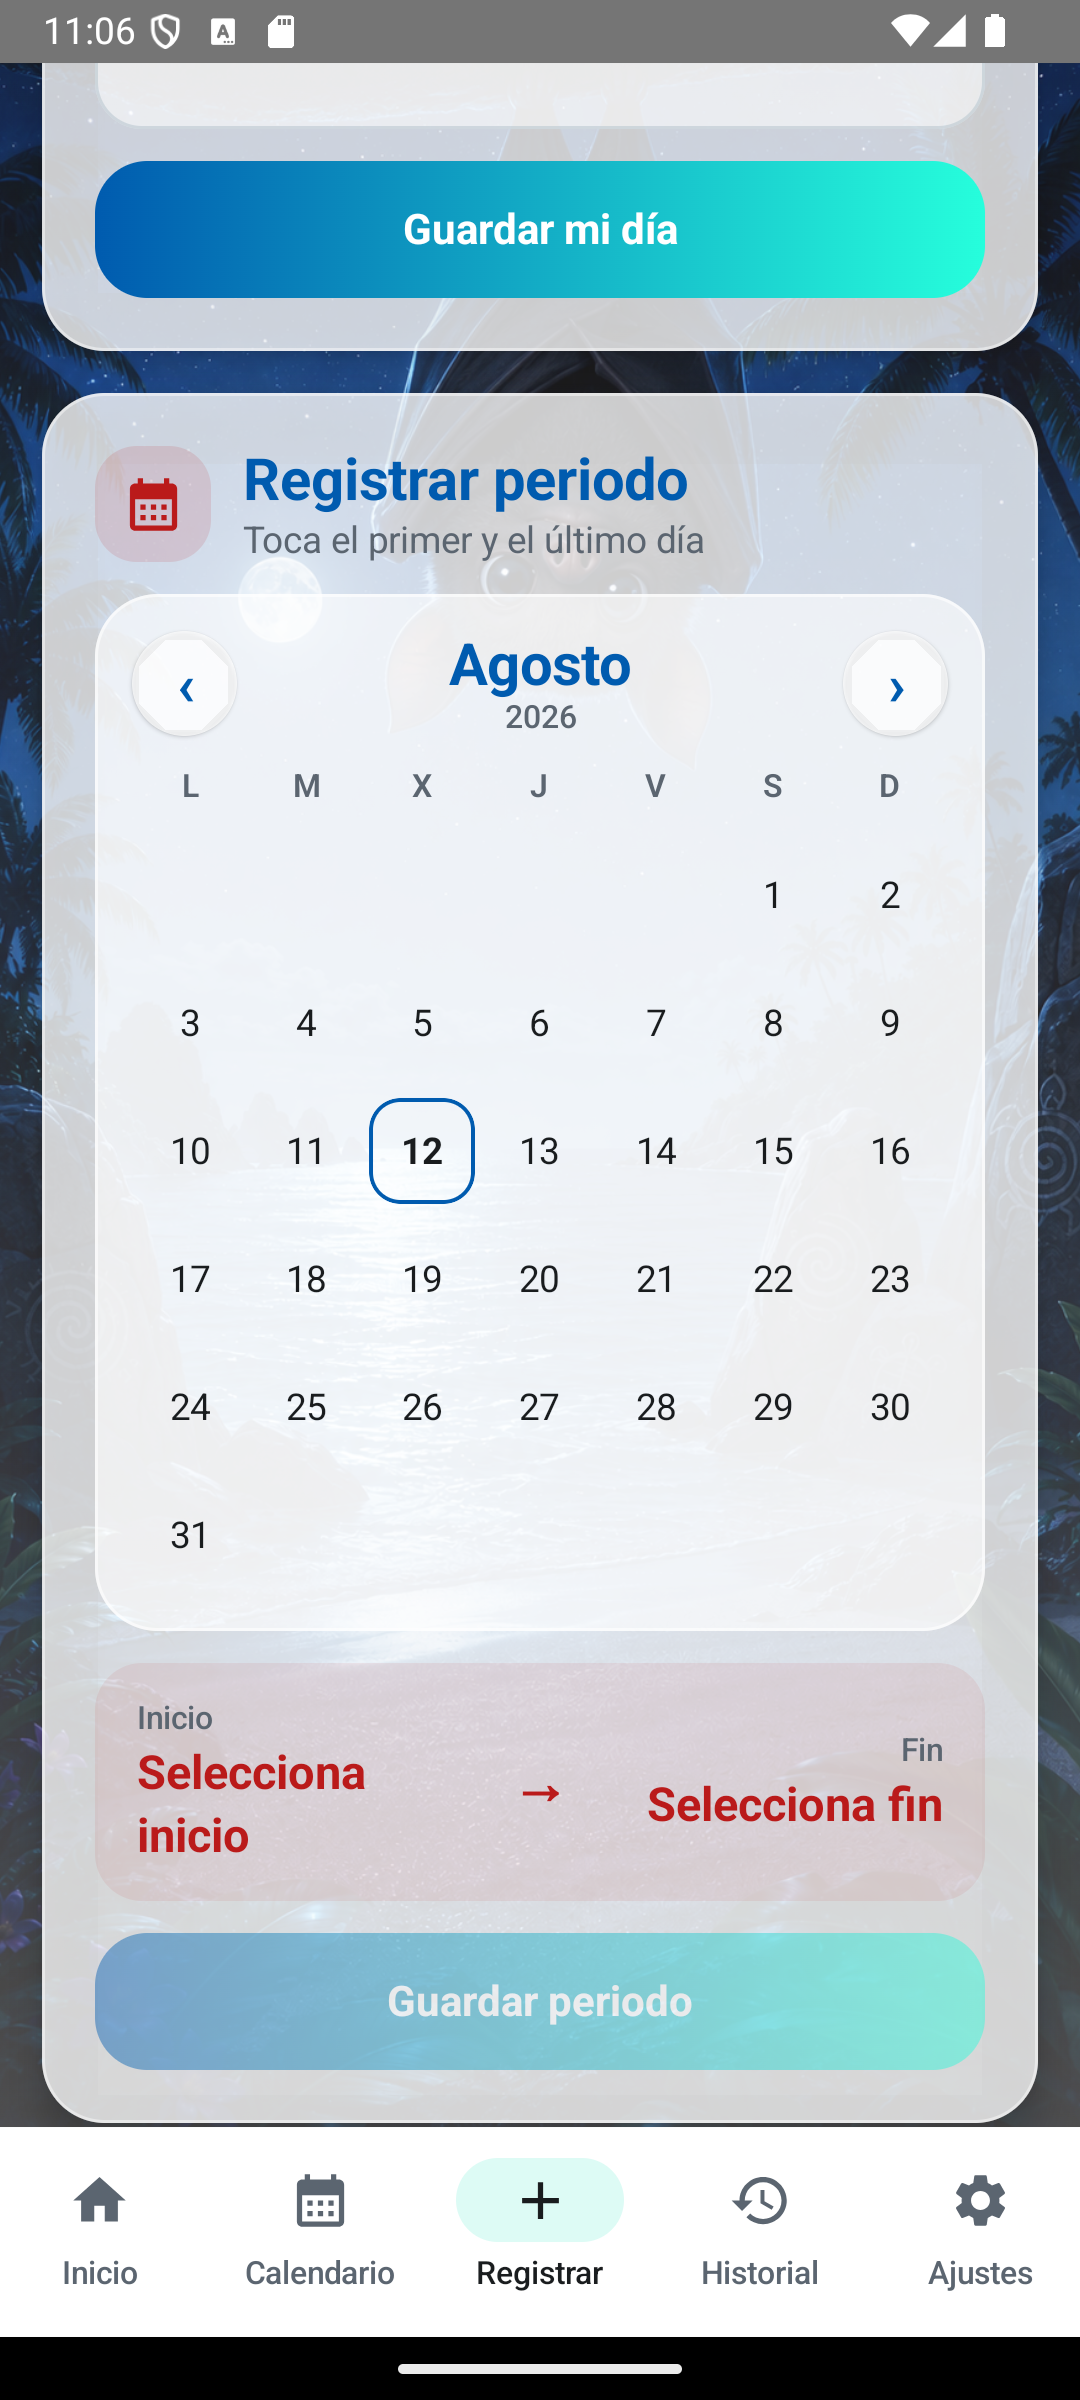 11:06
Guardar mi día
Registrar periodo
Toca el primer y el último día
‹ Agosto ›
2026
L M X J V S D
1 2
3 4 5 6 7 8 9
10 11 12 13 14 15 16
17 18 19 20 21 22 23
24 25 26 27 28 29 30
31
Inicio
Selecciona
inicio
→
Fin
Selecciona fin
Guardar periodo
Inicio Calendario Registrar Historial Ajustes